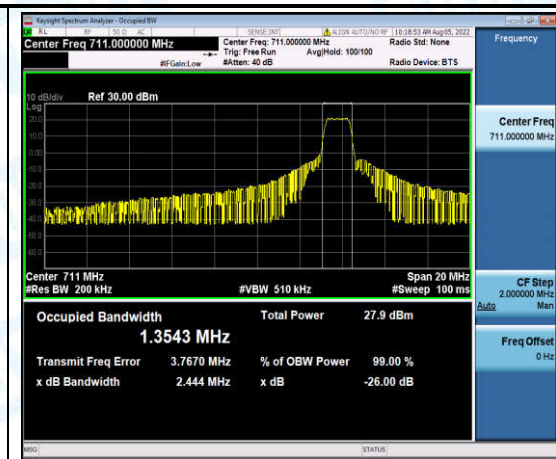 Keysight Spectrum Analyzer - Occupied BW
RL RF 50 Ω AC SENSE:INT ALIGN AUTO/NO RF 10:18:53 AM Aug 05, 2022
Center Freq 711.000000 MHz Center Freq: 711.000000 MHz Radio Std: None Frequency
Trig: Free Run Avg|Hold: 100/100
#IFGain:Low #Atten: 40 dB Radio Device: BTS
10 dB/div Ref 30.00 dBm
Log
20.0
10.0
0.00
-10.0
-20.0
-30.0
-40.0
-50.0
-60.0
Center Freq
711.000000 MHz
Center 711 MHz Span 20 MHz
#Res BW 200 kHz #VBW 510 kHz #Sweep 100 ms
CF Step
2.000000 MHz
Auto Man
Occupied Bandwidth Total Power 27.9 dBm
1.3543 MHz
Transmit Freq Error 3.7670 MHz % of OBW Power 99.00 %
x dB Bandwidth 2.444 MHz x dB -26.00 dB
Freq Offset
0 Hz
MSG STATUS